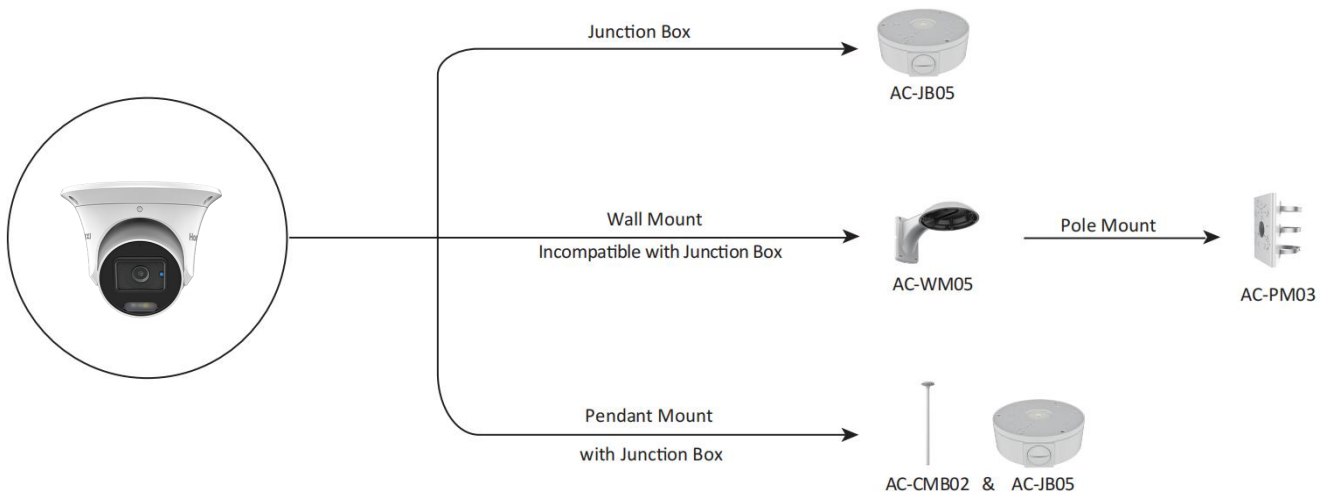 Junction Box
AC-JB05
Wall Mount
Incompatible with Junction Box
AC-WM05
Pole Mount
AC-PM03
Pendant Mount
with Junction Box
AC-CMB02 & AC-JB05